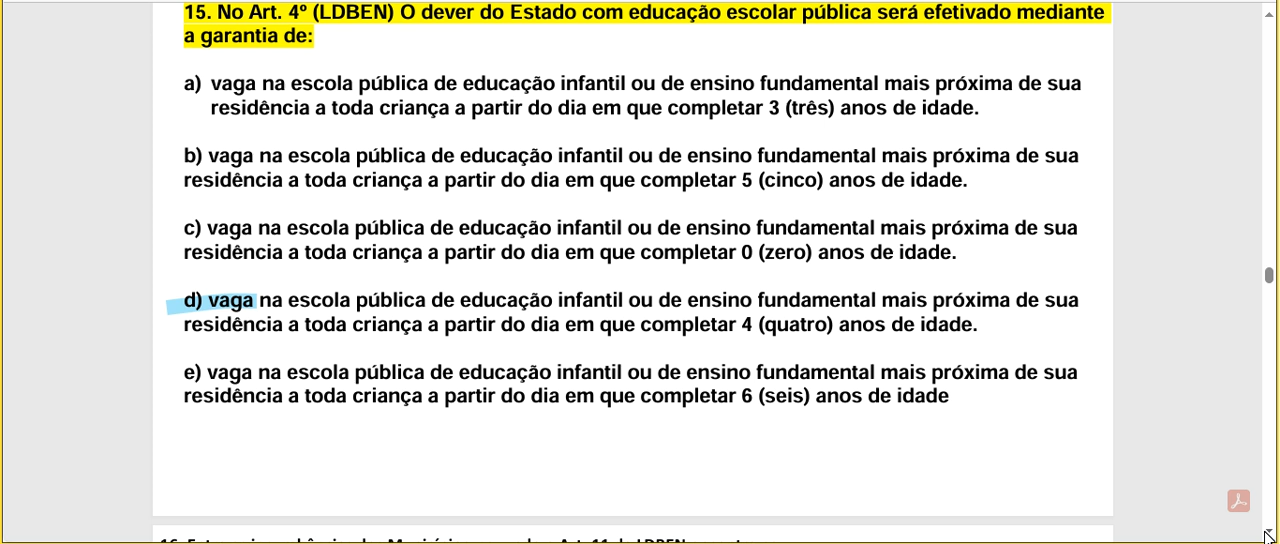 15. No Art. 4º (LDBEN) O dever do Estado com educação escolar pública será efetivado mediante
a garantia de:
a) vaga na escola pública de educação infantil ou de ensino fundamental mais próxima de sua
residência a toda criança a partir do dia em que completar 3 (três) anos de idade.
b) vaga na escola pública de educação infantil ou de ensino fundamental mais próxima de sua
residência a toda criança a partir do dia em que completar 5 (cinco) anos de idade.
c) vaga na escola pública de educação infantil ou de ensino fundamental mais próxima de sua
residência a toda criança a partir do dia em que completar 0 (zero) anos de idade.
d) vaga na escola pública de educação infantil ou de ensino fundamental mais próxima de sua
residência a toda criança a partir do dia em que completar 4 (quatro) anos de idade.
e) vaga na escola pública de educação infantil ou de ensino fundamental mais próxima de sua
residência a toda criança a partir do dia em que completar 6 (seis) anos de idade